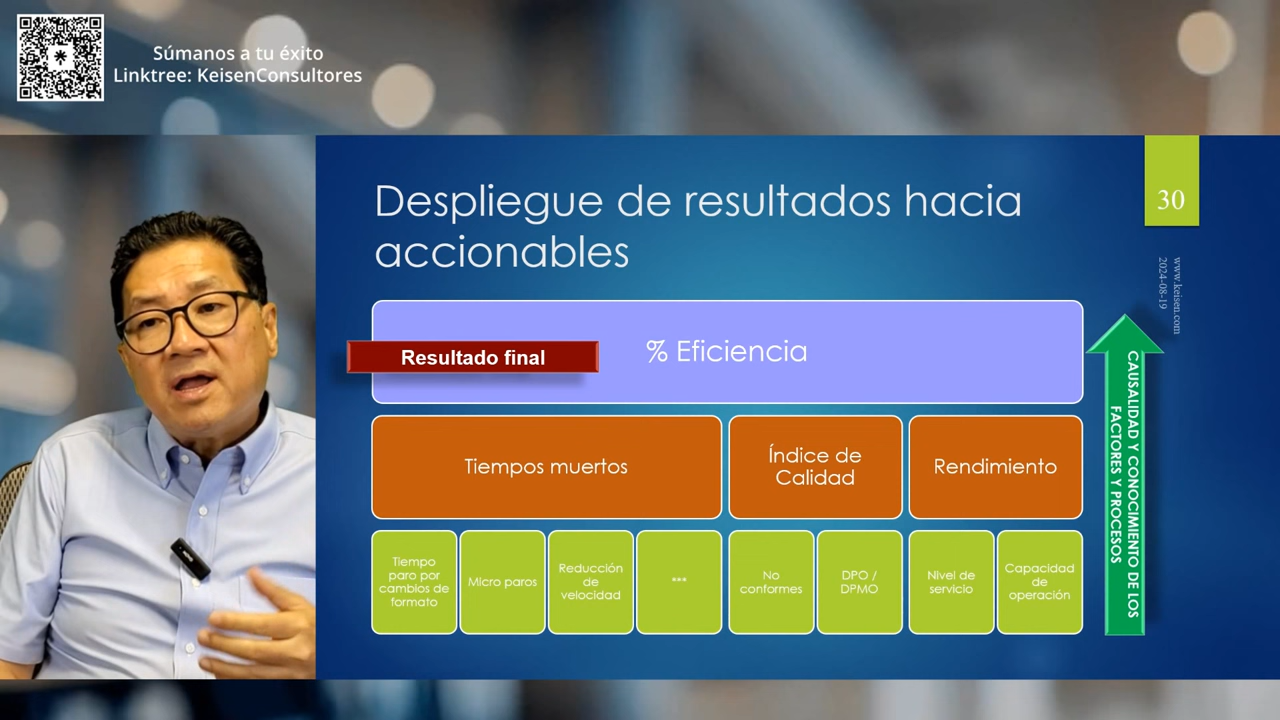 Súmanos a tu éxito
Linktree: KeisenConsultores
Despliegue de resultados hacia
accionables
30
www.keisen.com
2024-08-19
Resultado final
% Eficiencia
Tiempos muertos
Índice de
Calidad
Rendimiento
Tiempo
paro por
cambios de
formato
Micro paros
Reducción
de
velocidad
...
No
conformes
DPO /
DPMO
Nivel de
servicio
Capacidad
de
operación
CAUSALIDAD Y CONOCIMIENTO DE LOS
FACTORES Y PROCESOS